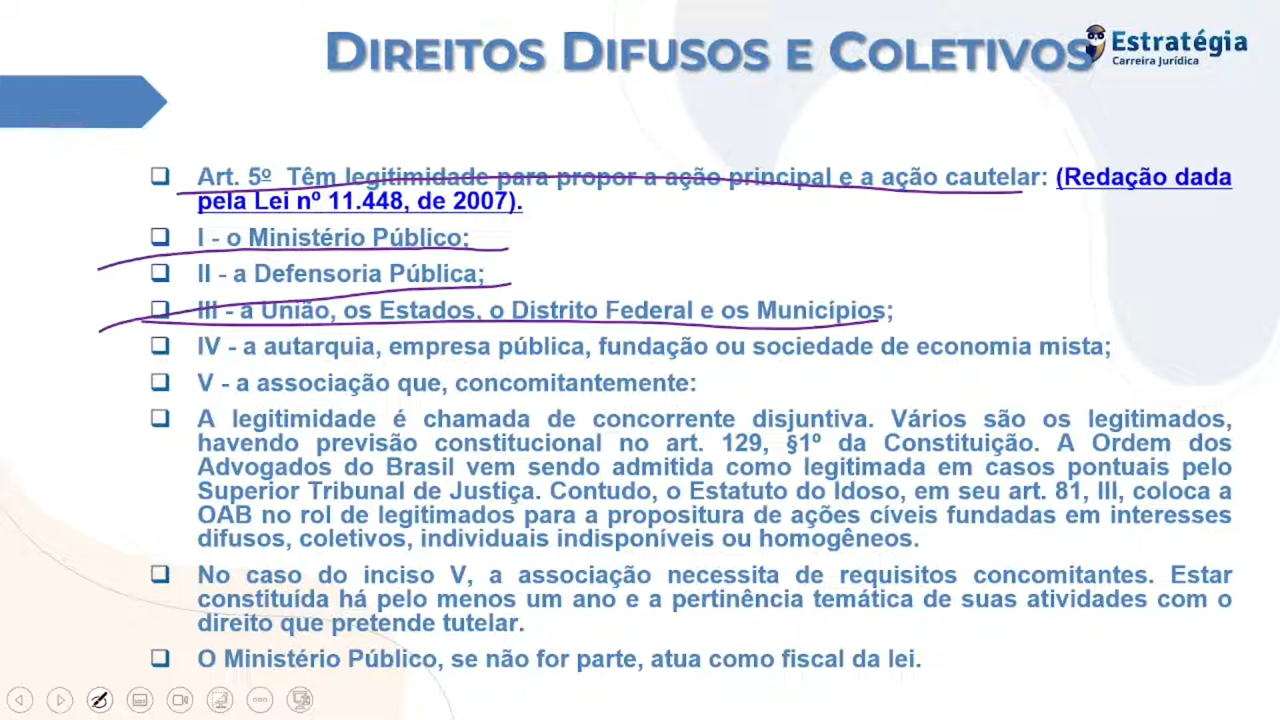 DIREITOS DIFUSOS E COLETIVOS
Estratégia
Carreira Jurídica
Art. 5º Têm legitimidade para propor a ação principal e a ação cautelar: (Redação dada
pela Lei nº 11.448, de 2007).
I - o Ministério Público;
II - a Defensoria Pública;
III - a União, os Estados, o Distrito Federal e os Municípios;
IV - a autarquia, empresa pública, fundação ou sociedade de economia mista;
V - a associação que, concomitantemente:
A legitimidade é chamada de concorrente disjuntiva. Vários são os legitimados,
havendo previsão constitucional no art. 129, §1º da Constituição. A Ordem dos
Advogados do Brasil vem sendo admitida como legitimada em casos pontuais pelo
Superior Tribunal de Justiça. Contudo, o Estatuto do Idoso, em seu art. 81, III, coloca a
OAB no rol de legitimados para a propositura de ações cíveis fundadas em interesses
difusos, coletivos, individuais indisponíveis ou homogêneos.
No caso do inciso V, a associação necessita de requisitos concomitantes. Estar
constituída há pelo menos um ano e a pertinência temática de suas atividades com o
direito que pretende tutelar.
O Ministério Público, se não for parte, atua como fiscal da lei.